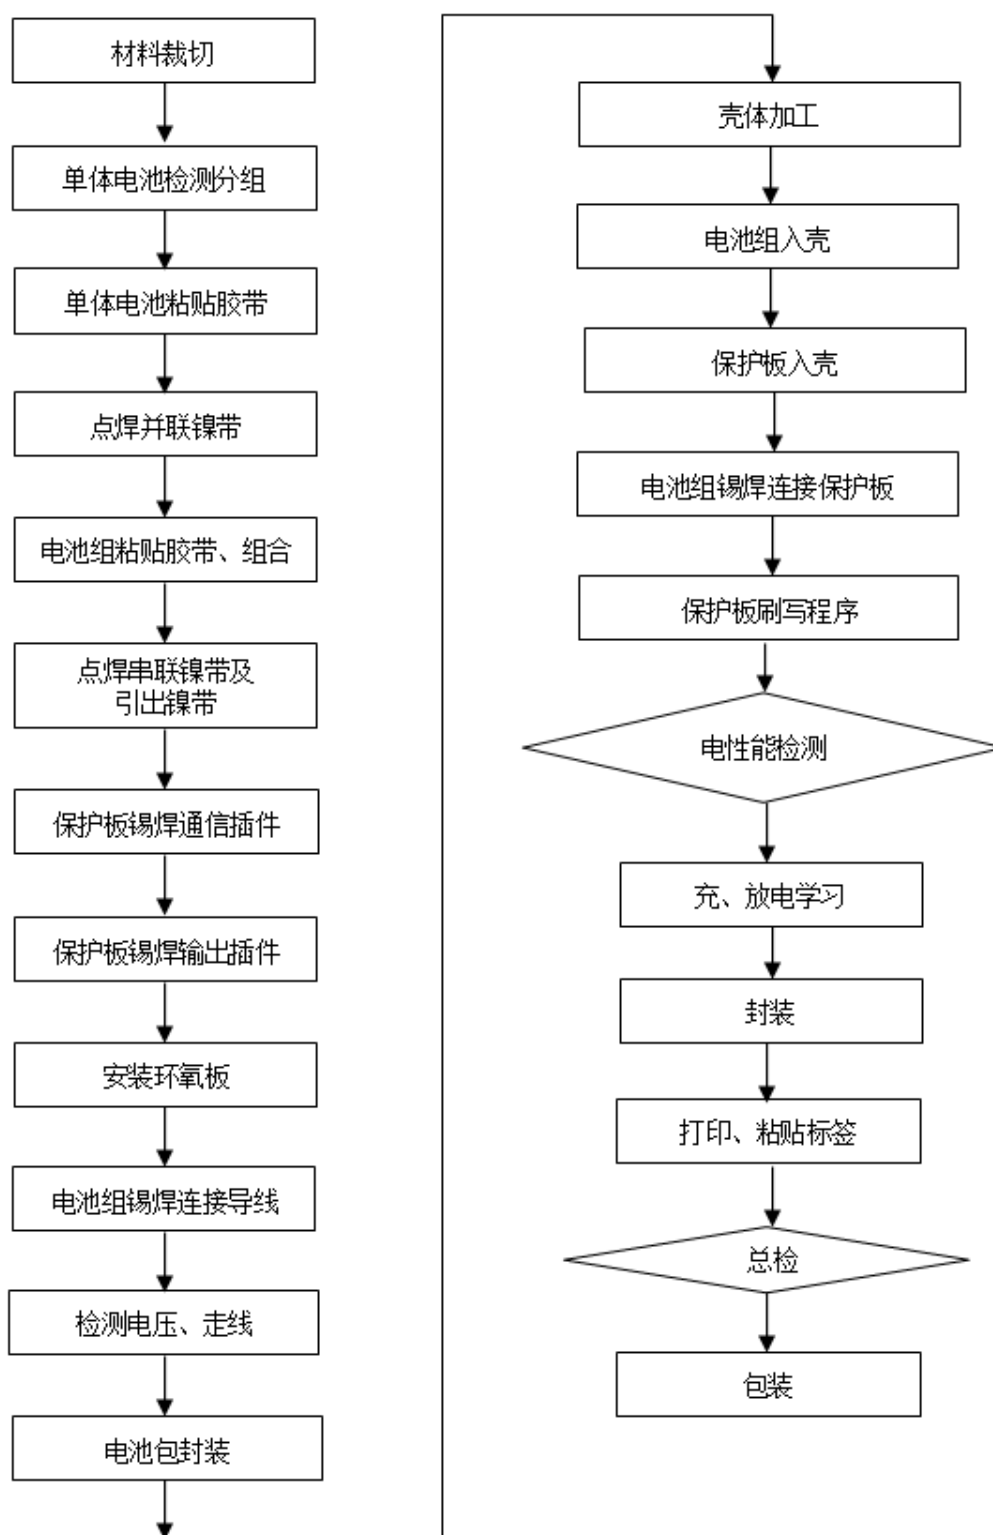 材料裁切
单体电池检测分组
单体电池粘贴胶带
点焊并联镍带
电池组粘贴胶带、组合
点焊串联镍带及
引出镍带
保护板锡焊通信插件
保护板锡焊输出插件
安装环氧板
电池组锡焊连接导线
检测电压、走线
电池包封装
壳体加工
电池组入壳
保护板入壳
电池组锡焊连接保护板
保护板刷写程序
电性能检测
充、放电学习
封装
打印、粘贴标签
总检
包装